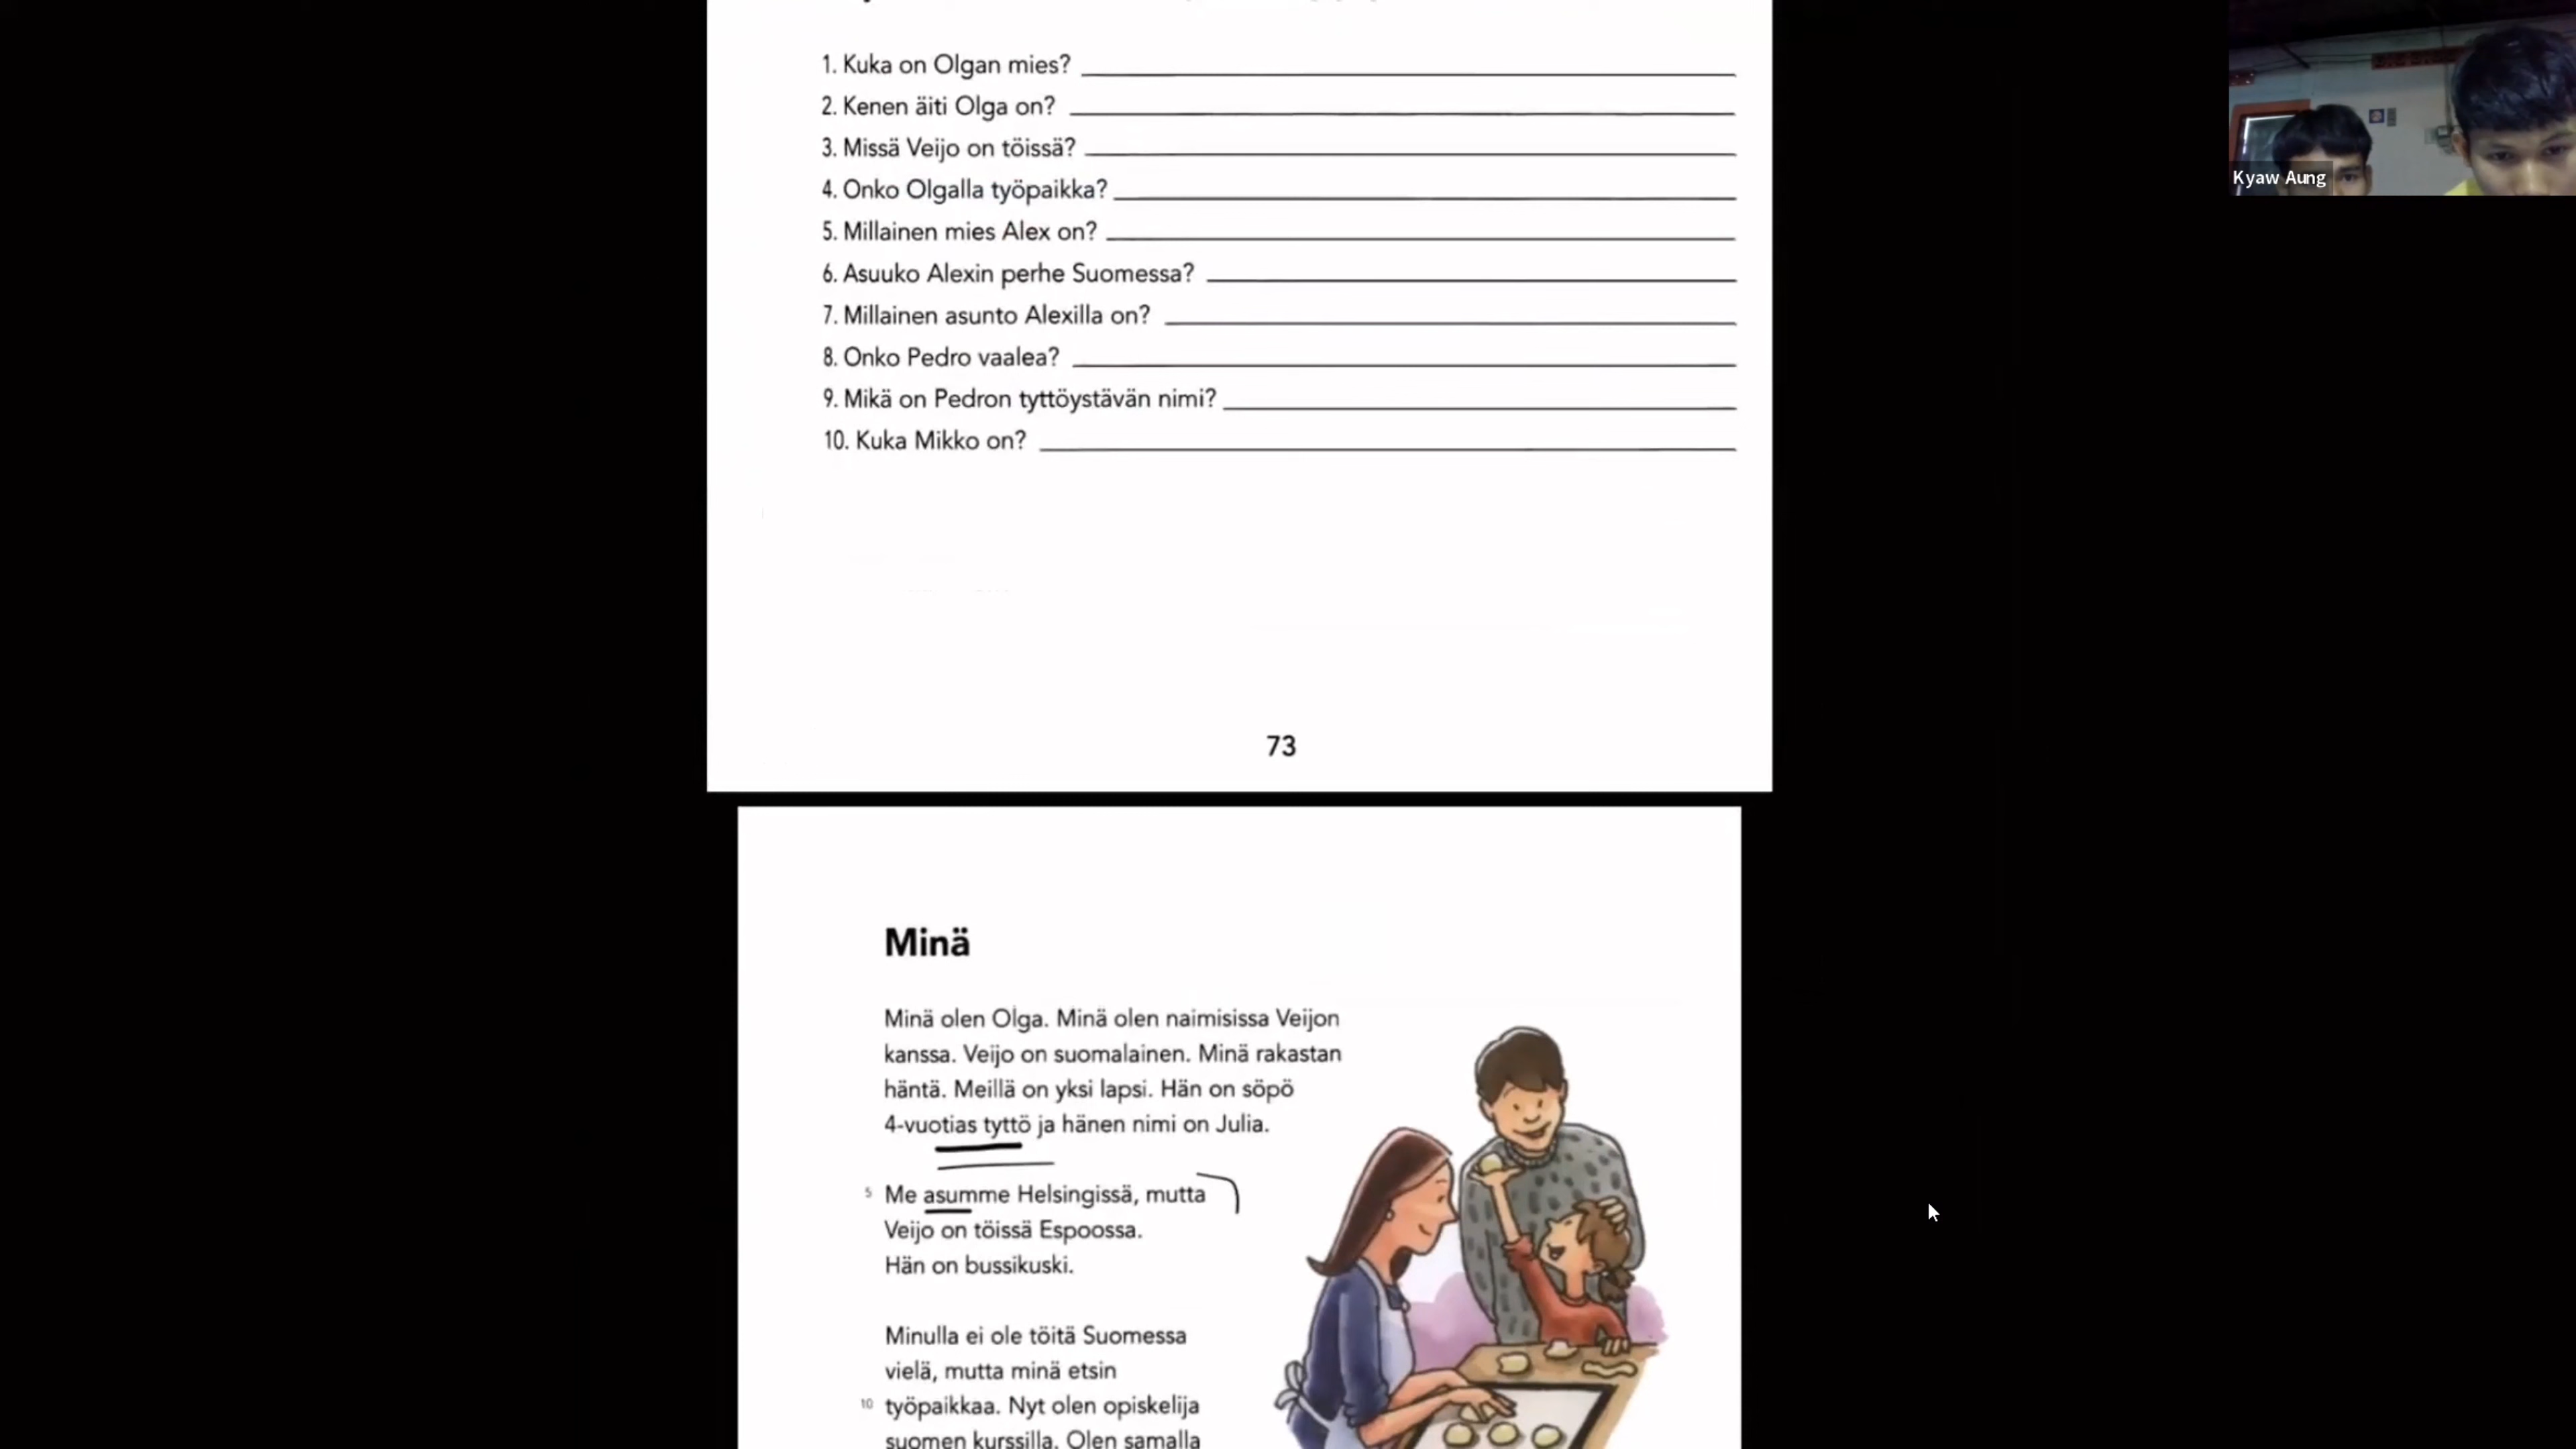 1. Kuka on Olgan mies?
2. Kenen äiti Olga on?
3. Missä Veijo on töissä?
4. Onko Olgalla työpaikka?
5. Millainen mies Alex on?
6. Asuuko Alexin perhe Suomessa?
7. Millainen asunto Alexilla on?
8. Onko Pedro vaalea?
9. Mikä on Pedron tyttöystävän nimi?
10. Kuka Mikko on?
73
Minä
Minä olen Olga. Minä olen naimisissa Veijon
kanssa. Veijo on suomalainen. Minä rakastan
häntä. Meillä on yksi lapsi. Hän on söpö
4-vuotias tyttö ja hänen nimi on Julia.
5 Me asumme Helsingissä, mutta
Veijo on töissä Espoossa.
Hän on bussikuski.
Minulla ei ole töitä Suomessa
vielä, mutta minä etsin
10 työpaikkaa. Nyt olen opiskelija
suomen kurssilla. Olen samalla
Kyaw Aung